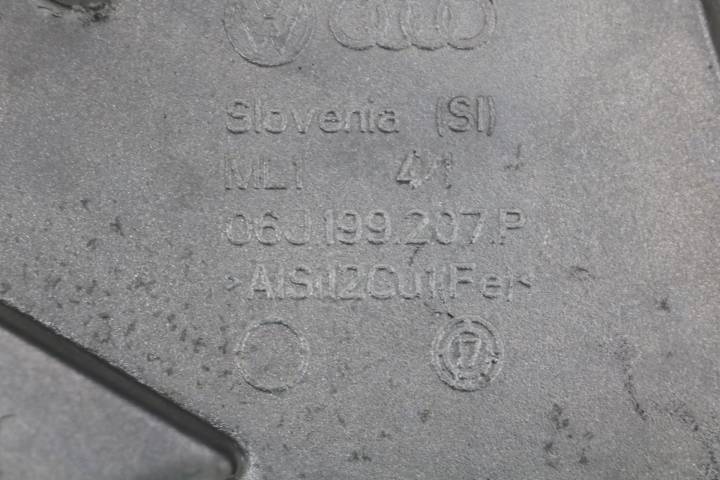 Slovenia (SI)
ML1 4/1
06J.199.207.P
>AlSi12Cu1(Fe)<
17